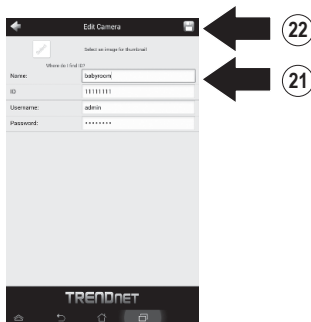 Edit Camera
22
Select an image for thumbnail
Where do I find ID?
Name: babyroom
21
ID 11111111
Username: admin
Password: ••••••••
TRENDNET